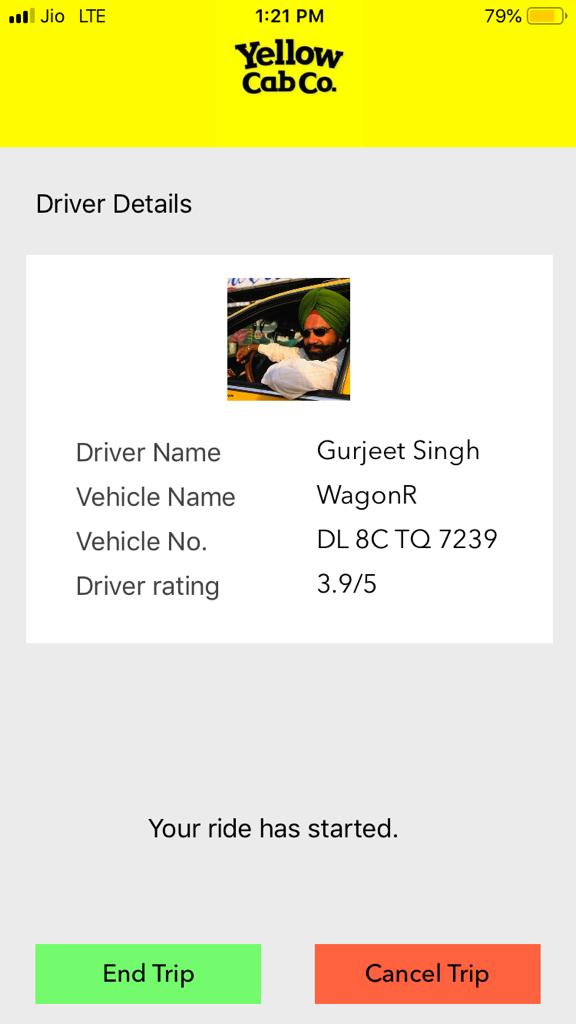 Jio LTE 1:21 PM 79%
Yellow
Cab Co.
Driver Details
Driver Name Gurjeet Singh
Vehicle Name WagonR
Vehicle No. DL 8C TQ 7239
Driver rating 3.9/5
Your ride has started.
End Trip Cancel Trip